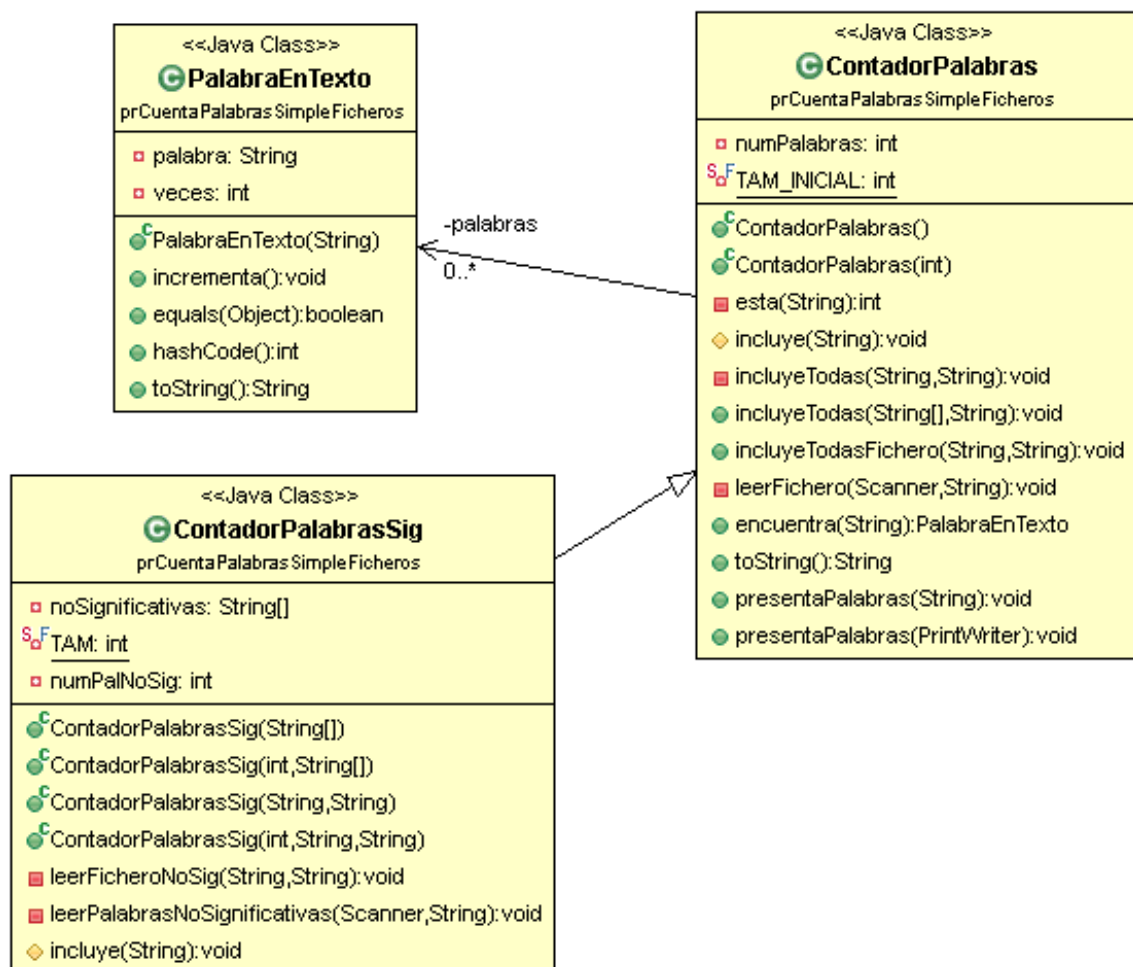 <<Java Class>>
PalabraEnTexto
prCuentaPalabrasSimpleFicheros
palabra: String
veces: int
PalabraEnTexto(String)
incrementa():void
equals(Object):boolean
hashCode():int
toString():String
-palabras
0..*
<<Java Class>>
ContadorPalabras
prCuentaPalabrasSimpleFicheros
numPalabras: int
TAM_INICIAL: int
ContadorPalabras()
ContadorPalabras(int)
esta(String):int
incluye(String):void
incluyeTodas(String,String):void
incluyeTodas(String[],String):void
incluyeTodasFichero(String,String):void
leerFichero(Scanner,String):void
encuentra(String):PalabraEnTexto
toString():String
presentaPalabras(String):void
presentaPalabras(PrintWriter):void
<<Java Class>>
ContadorPalabrasSig
prCuentaPalabrasSimpleFicheros
noSignificativas: String[]
TAM: int
numPalNoSig: int
ContadorPalabrasSig(String[])
ContadorPalabrasSig(int,String[])
ContadorPalabrasSig(String,String)
ContadorPalabrasSig(int,String,String)
leerFicheroNoSig(String,String):void
leerPalabrasNoSignificativas(Scanner,String):void
incluye(String):void